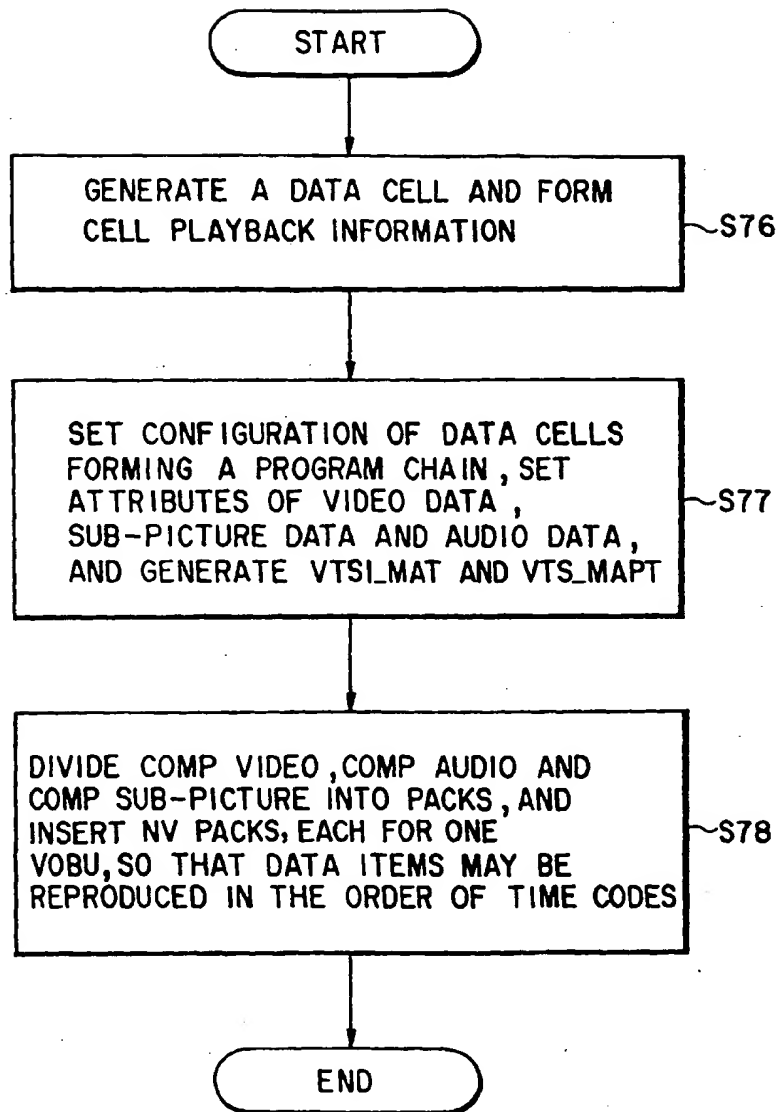 START
GENERATE A DATA CELL AND FORM
CELL PLAYBACK INFORMATION
S76
SET CONFIGURATION OF DATA CELLS
FORMING A PROGRAM CHAIN, SET
ATTRIBUTES OF VIDEO DATA,
SUB-PICTURE DATA AND AUDIO DATA,
AND GENERATE VTSI_MAT AND VTS_MAPT
S77
DIVIDE COMP VIDEO, COMP AUDIO AND
COMP SUB-PICTURE INTO PACKS, AND
INSERT NV PACKS, EACH FOR ONE
VOBU, SO THAT DATA ITEMS MAY BE
REPRODUCED IN THE ORDER OF TIME CODES
S78
END